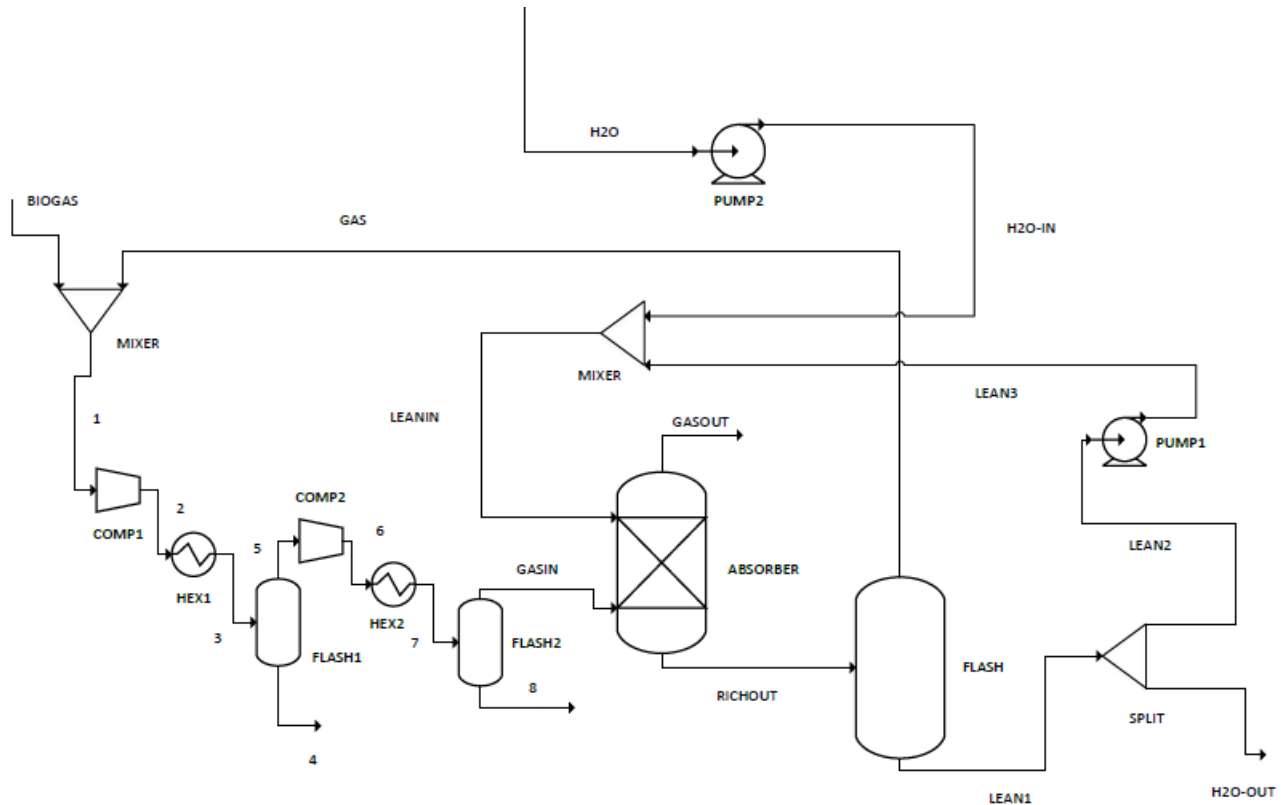 H2O
PUMP2
BIOGAS
GAS
H2O-IN
MIXER
MIXER
LEAN3
LEANIN
GASOUT
1
PUMP1
COMP2
2
6
COMP1
5
LEAN2
GASIN
ABSORBER
HEX1
HEX2
3
7
FLASH2
FLASH1
FLASH
8
RICHOUT
SPLIT
4
LEAN1
H2O-OUT